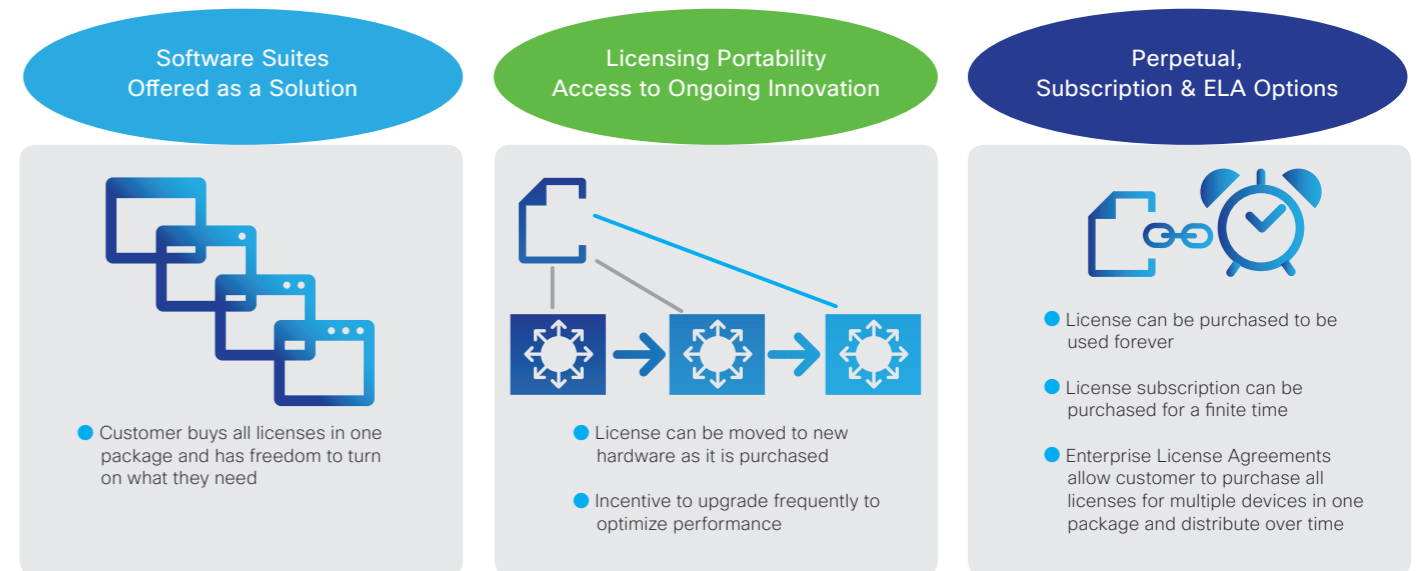 Software Suites
Offered as a Solution
Customer buys all licenses in one
package and has freedom to turn
on what they need
Licensing Portability
Access to Ongoing Innovation
License can be moved to new
hardware as it is purchased
Incentive to upgrade frequently to
optimize performance
Perpetual,
Subscription & ELA Options
License can be purchased to be
used forever
License subscription can be
purchased for a finite time
Enterprise License Agreements
allow customer to purchase all
licenses for multiple devices in one
package and distribute over time